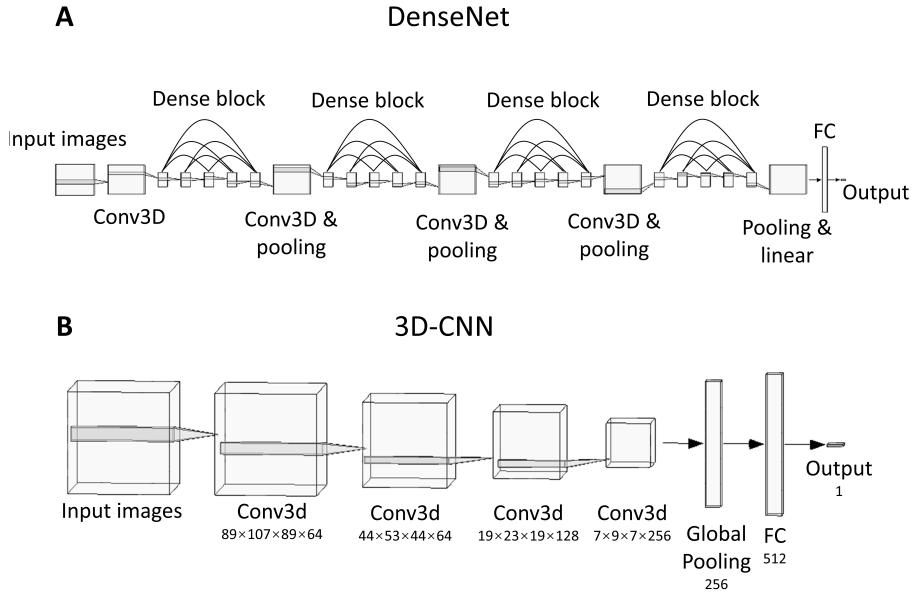 A
DenseNet
Dense block
Dense block
Dense block
Dense block
Input images
FC
Output
Conv3D
Conv3D &
pooling
Conv3D &
pooling
Conv3D &
pooling
Pooling &
linear
B
3D-CNN
Input images
Conv3d
89×107×89×64
Conv3d
44×53×44×64
Conv3d
19×23×19×128
Conv3d
7×9×7×256
Global
Pooling
256
FC
512
Output
1